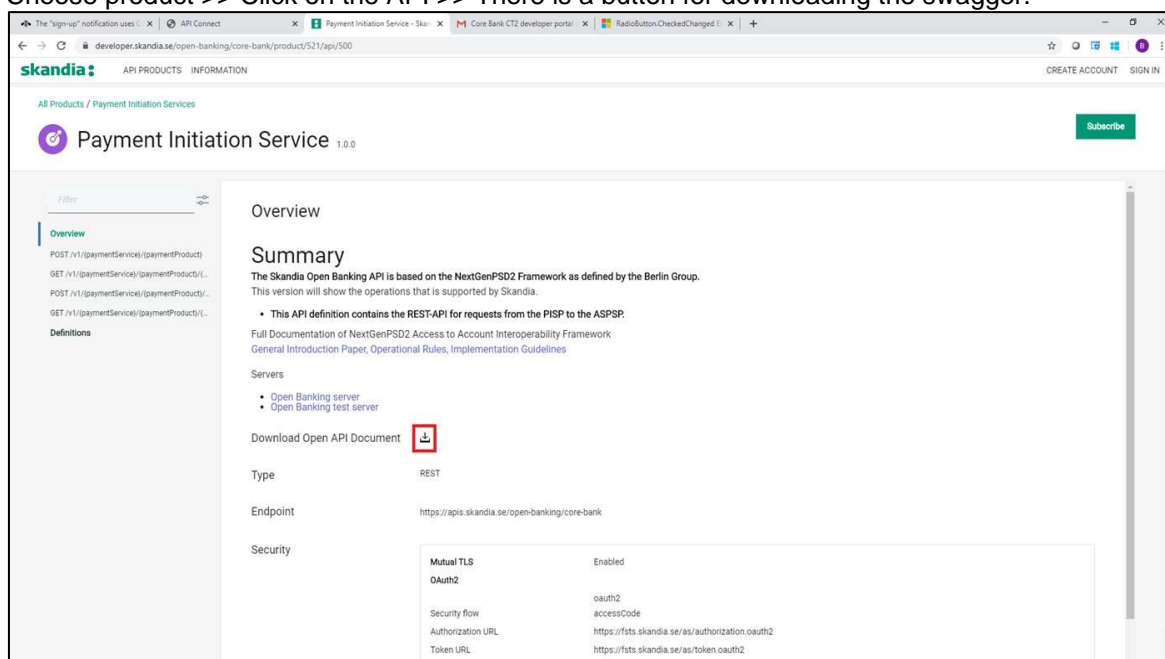 Choose product >> Click on the API >> There is a button for downloading the swagger.
The "sign-up" notification uses C
API Connect
Payment Initiation Service - Skan
Core Bank CT2 developer portal
RadioButton.CheckedChanged E
developer.skandia.se/open-banking/core-bank/product/521/api/500
B
skandia: API PRODUCTS INFORMATION CREATE ACCOUNT SIGN IN
All Products / Payment Initiation Services
Payment Initiation Service 1.0.0
Subscribe
Filter
Overview
POST /v1/{paymentService}/{paymentProduct}
GET /v1/{paymentService}/{paymentProduct}/{...
POST /v1/{paymentService}/{paymentProduct}/...
GET /v1/{paymentService}/{paymentProduct}/{...
Definitions
Overview
Summary
The Skandia Open Banking API is based on the NextGenPSD2 Framework as defined by the Berlin Group.
This version will show the operations that is supported by Skandia.
• This API definition contains the REST-API for requests from the PISP to the ASPSP.
Full Documentation of NextGenPSD2 Access to Account Interoperability Framework
General Introduction Paper, Operational Rules, Implementation Guidelines
Servers
• Open Banking server
• Open Banking test server
Download Open API Document
Type REST
Endpoint https://apis.skandia.se/open-banking/core-bank
Security
Mutual TLS Enabled
OAuth2
oauth2
Security flow accessCode
Authorization URL https://fsts.skandia.se/as/authorization.oauth2
Token URL https://fsts.skandia.se/as/token.oauth2